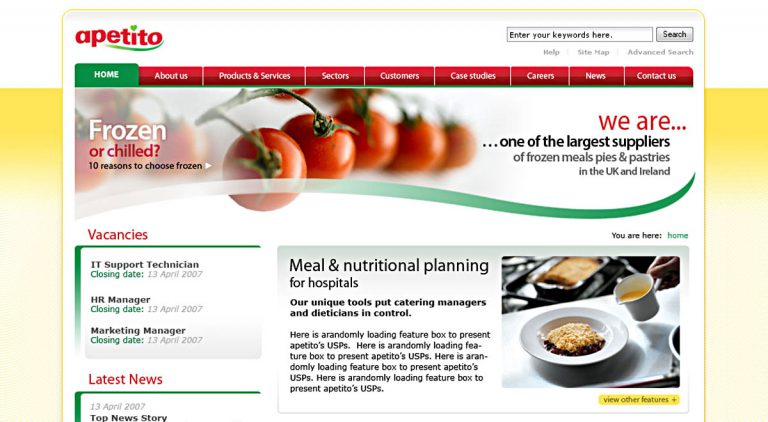 apetito
Enter your keywords here.
Search
Help
Site Map
Advanced Search
HOME
About us
Products & Services
Sectors
Customers
Case studies
Careers
News
Contact us
Frozen
or chilled?
10 reasons to choose frozen
we are...
...one of the largest suppliers
of frozen meals pies & pastries
in the UK and Ireland
Vacancies
You are here: home
IT Support Technician
Closing date: 13 April 2007
HR Manager
Closing date: 13 April 2007
Marketing Manager
Closing date: 13 April 2007
Meal & nutritional planning
for hospitals
Our unique tools put catering managers
and dieticians in control.
Here is arandomly loading feature box to present
apetito's USPs. Here is arandomly loading fea-
ture box to present apetito's USPs. Here is aran-
domly loading feature box to present apetito's
USPs. Here is arandomly loading feature box to
present apetito's USPs.
view other features +
Latest News
13 April 2007
Top News Story